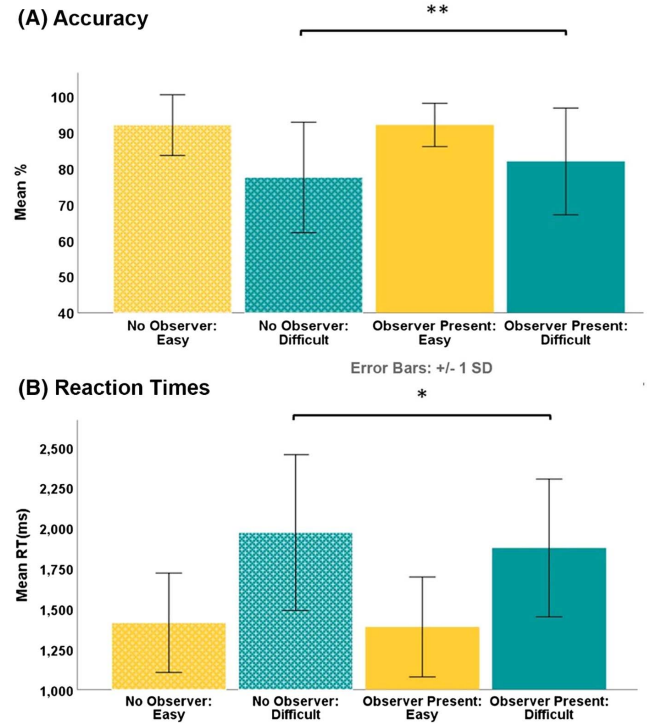 (A) Accuracy
**
100
90
80
70
60
50
40
Mean %
No Observer:
Easy
No Observer:
Difficult
Observer Present:
Easy
Observer Present:
Difficult
Error Bars: +/- 1 SD
(B) Reaction Times
*
2,500
2,250
2,000
1,750
1,500
1,250
1,000
Mean RT(ms)
No Observer:
Easy
No Observer:
Difficult
Observer Present:
Easy
Observer Present:
Difficult